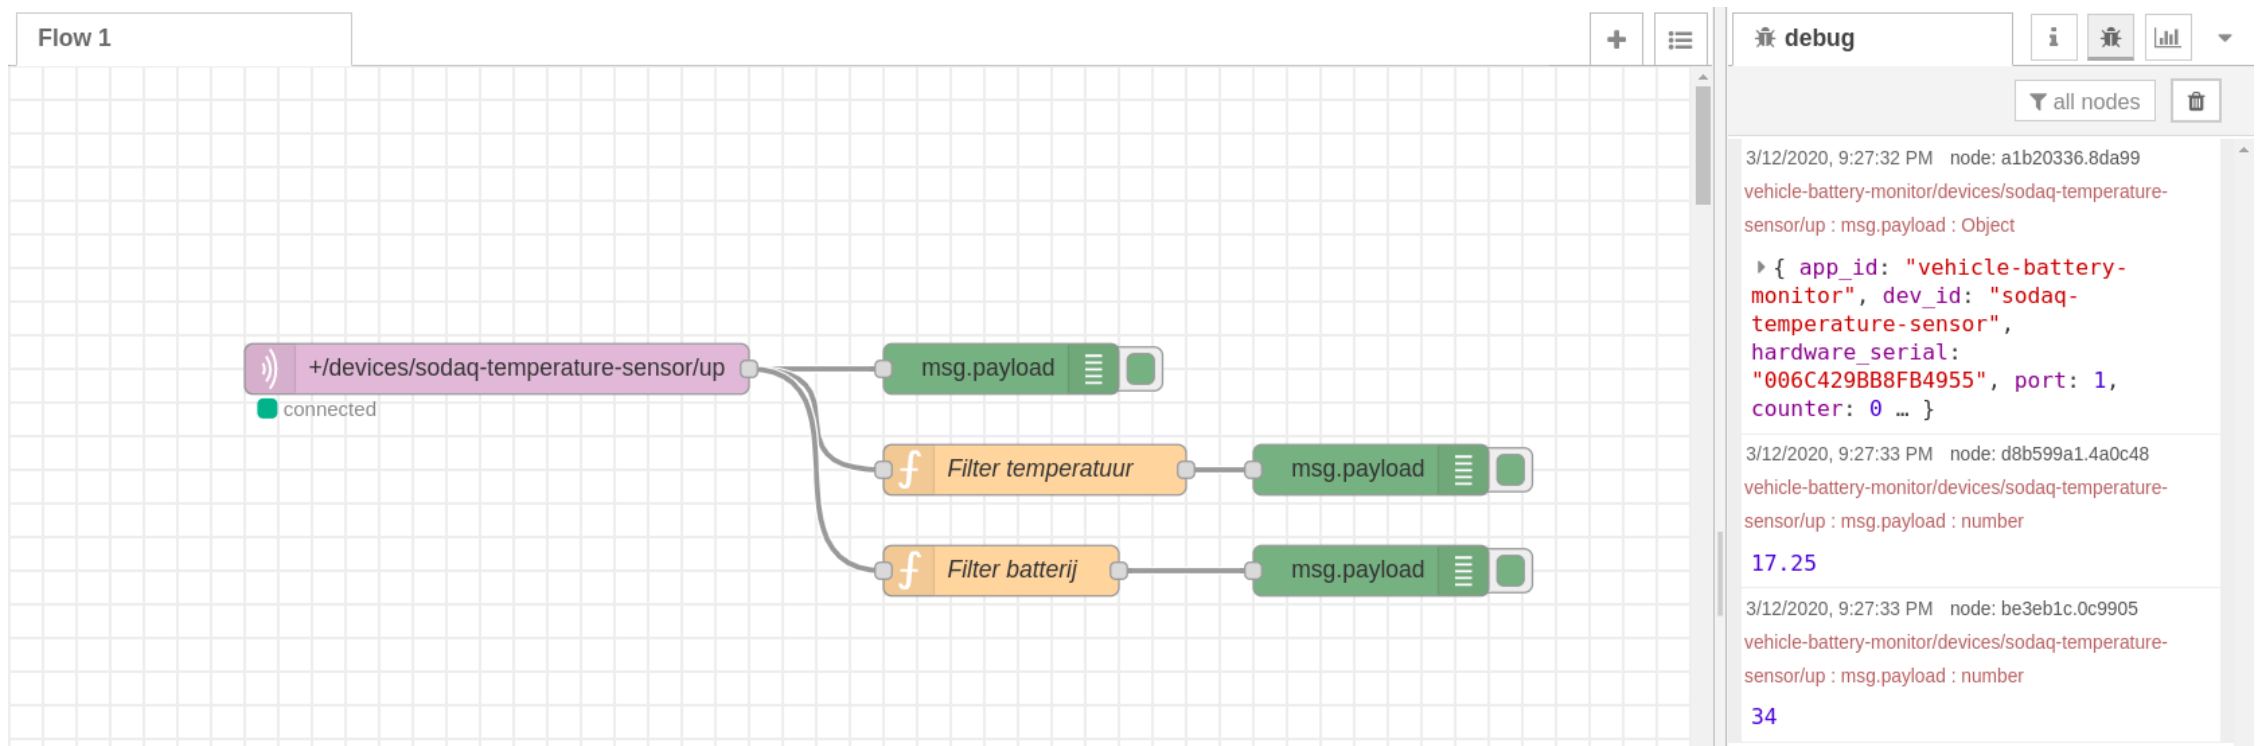 Flow 1
debug
all nodes
+/devices/sodaq-temperature-sensor/up
connected
msg.payload
Filter temperatuur
msg.payload
Filter batterij
msg.payload
3/12/2020, 9:27:32 PM node: a1b20336.8da99
vehicle-battery-monitor/devices/sodaq-temperature-
sensor/up : msg.payload : Object
{ app_id: "vehicle-battery-
monitor", dev_id: "sodaq-
temperature-sensor",
hardware_serial:
"006C429BB8FB4955", port: 1,
counter: 0 … }
3/12/2020, 9:27:33 PM node: d8b599a1.4a0c48
vehicle-battery-monitor/devices/sodaq-temperature-
sensor/up : msg.payload : number
17.25
3/12/2020, 9:27:33 PM node: be3eb1c.0c9905
vehicle-battery-monitor/devices/sodaq-temperature-
sensor/up : msg.payload : number
34